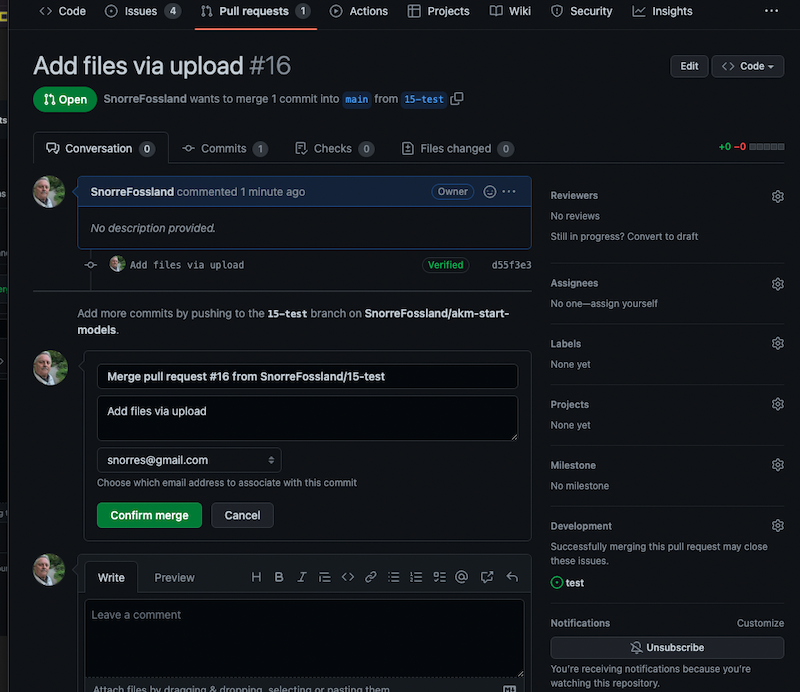 Code Issues 4 Pull requests 1 Actions Projects Wiki Security Insights
Add files via upload #16
Edit
Code
Open
SnorreFossland wants to merge 1 commit into main from 15-test
Conversation 0
Commits 1
Checks 0
Files changed 0
+0 −0
SnorreFossland commented 1 minute ago
Owner
No description provided.
Add files via upload
Verified
d55f3e3
Add more commits by pushing to the 15-test branch on SnorreFossland/akm-start-
models.
Merge pull request #16 from SnorreFossland/15-test
Add files via upload
snorres@gmail.com
Choose which email address to associate with this commit
Confirm merge
Cancel
Write
Preview
Leave a comment
Attach files by dragging & dropping, selecting or pasting them.
Reviewers
No reviews
Still in progress? Convert to draft
Assignees
No one—assign yourself
Labels
None yet
Projects
None yet
Milestone
No milestone
Development
Successfully merging this pull request may close
these issues.
test
Notifications
Customize
Unsubscribe
You're receiving notifications because you're
watching this repository.